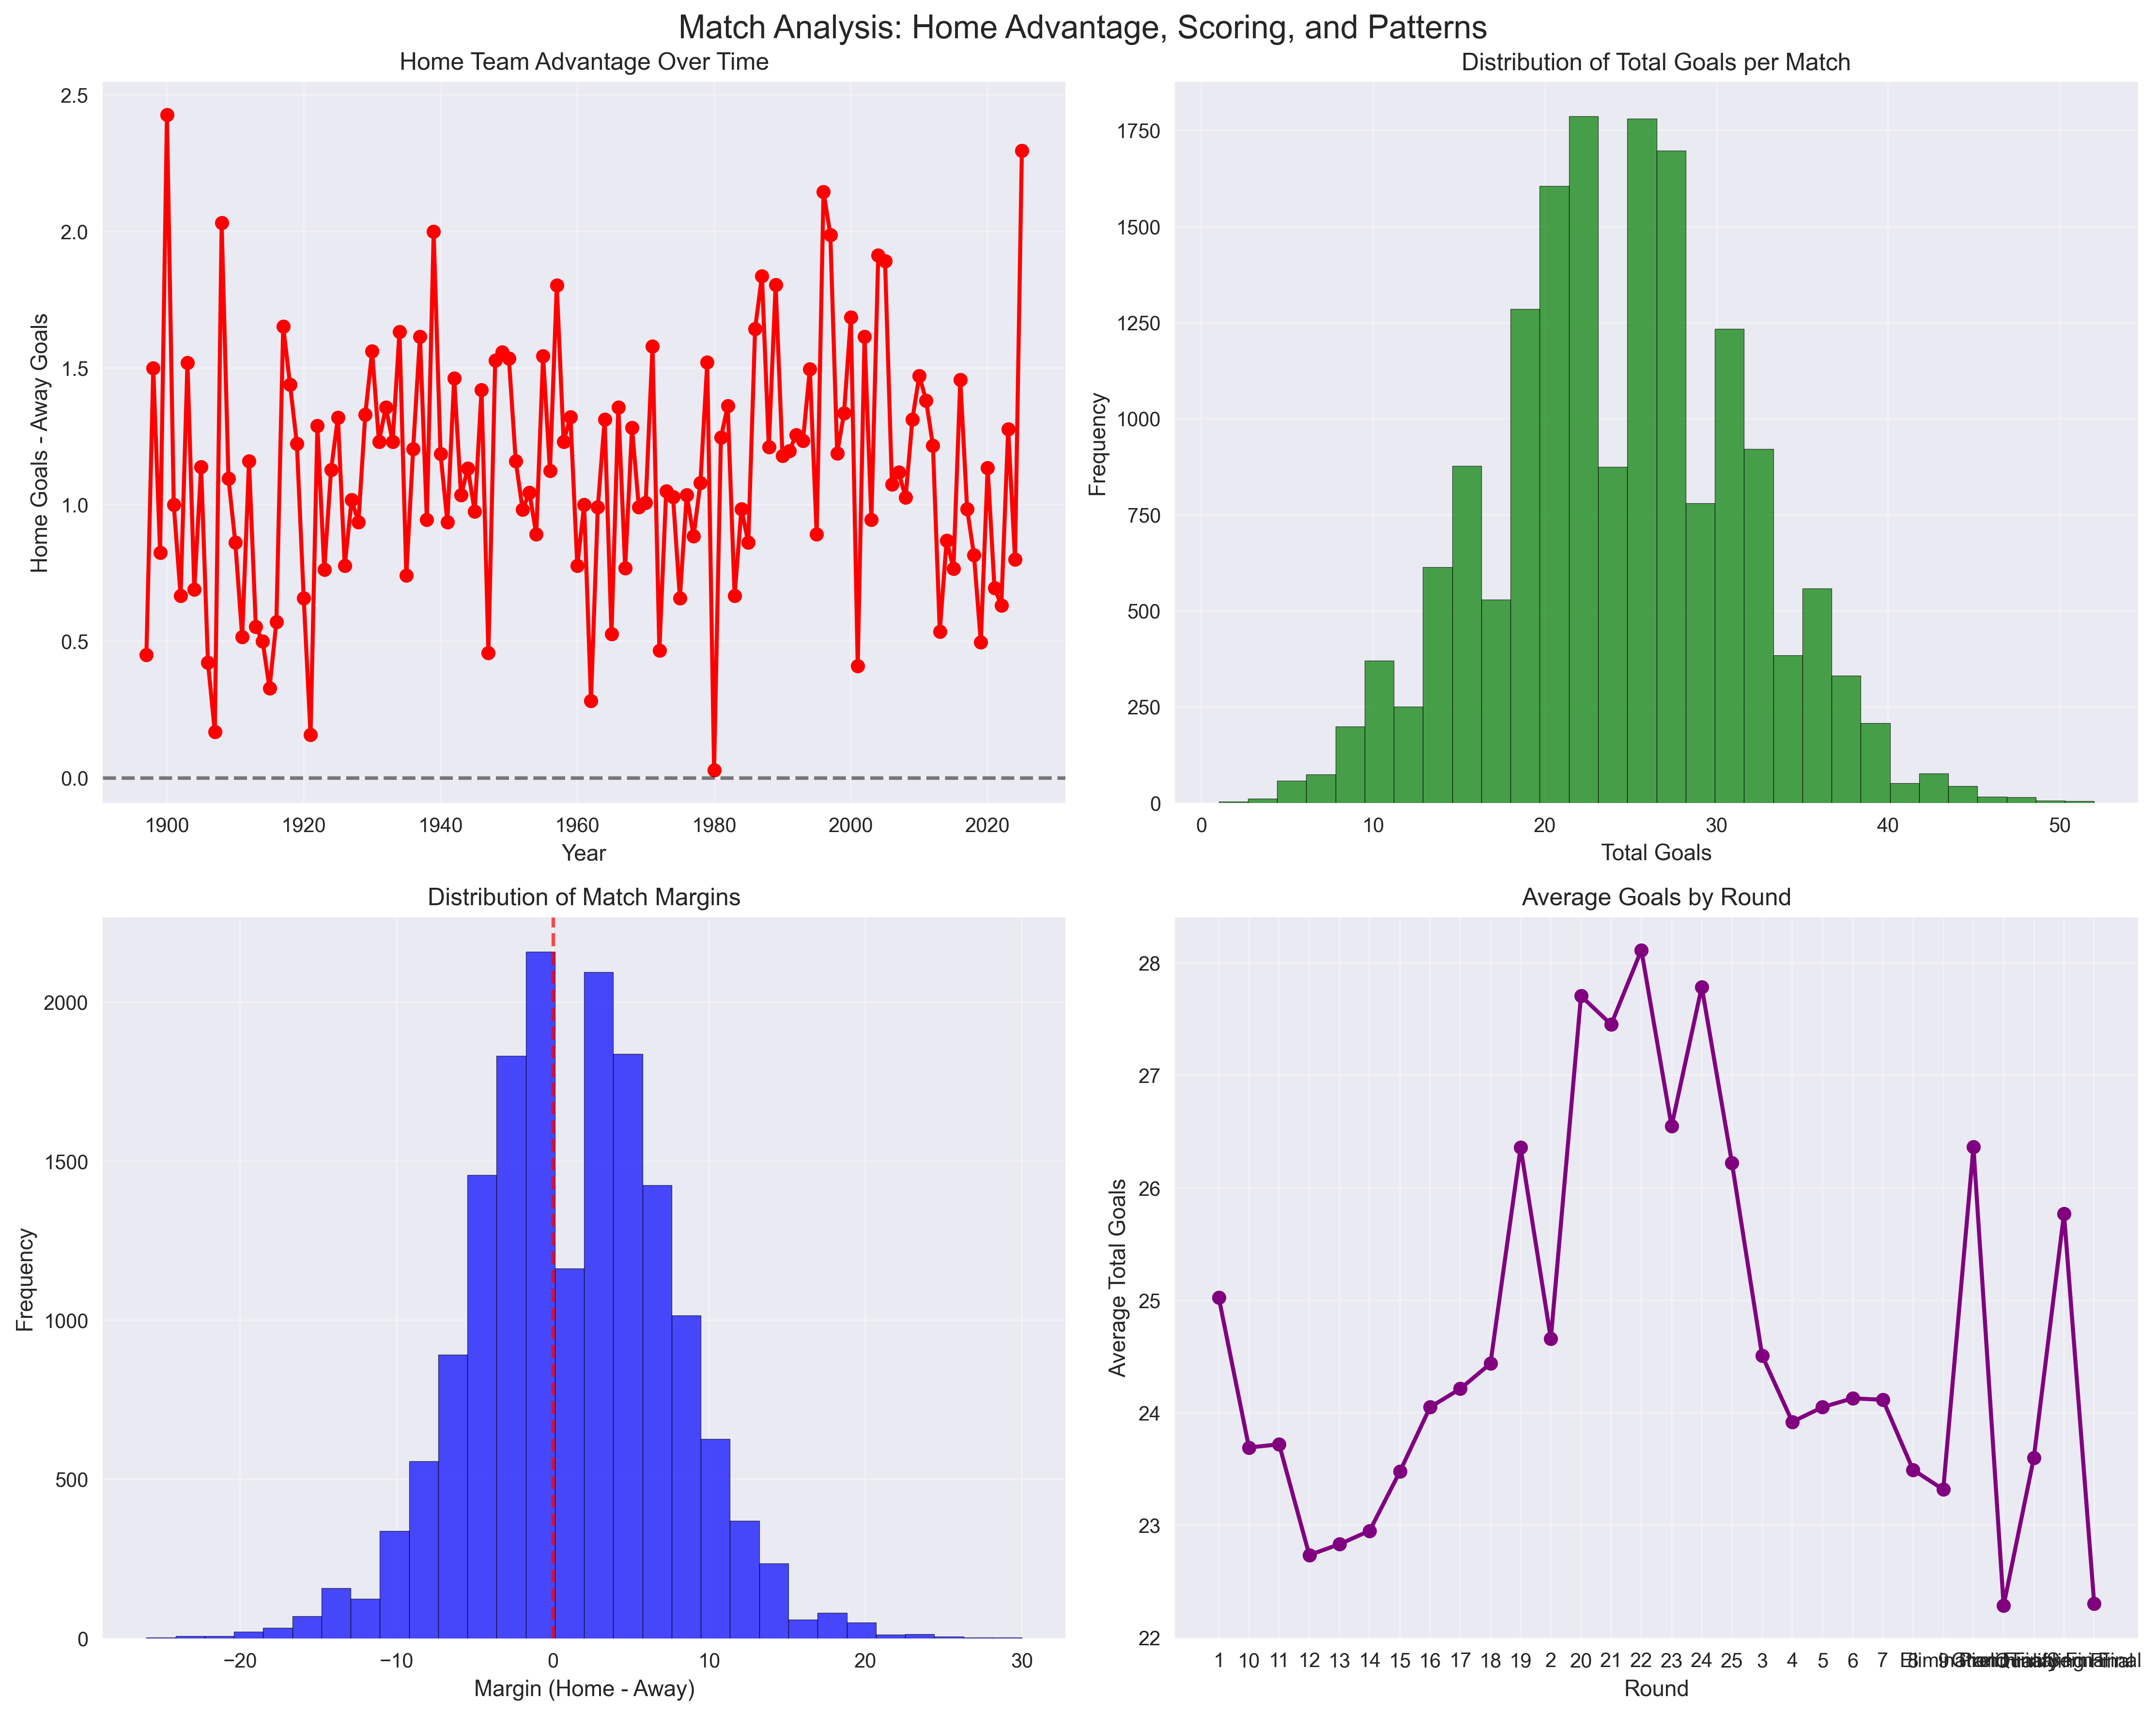 Match Analysis: Home Advantage, Scoring, and Patterns
Home Team Advantage Over Time
Home Goals - Away Goals
2.5
2.0
1.5
1.0
0.5
0.0
1900 1920 1940 1960 1980 2000 2020
Year
Distribution of Total Goals per Match
Frequency
1750
1500
1250
1000
750
500
250
0
0 10 20 30 40 50
Total Goals
Distribution of Match Margins
Frequency
2000
1500
1000
500
0
−20 −10 0 10 20 30
Margin (Home - Away)
Average Goals by Round
Average Total Goals
28
27
26
25
24
23
22
1 10 11 12 13 14 15 16 17 18 19 2 20 21 22 23 24 25 3 4 5 6 7 8 9
Round